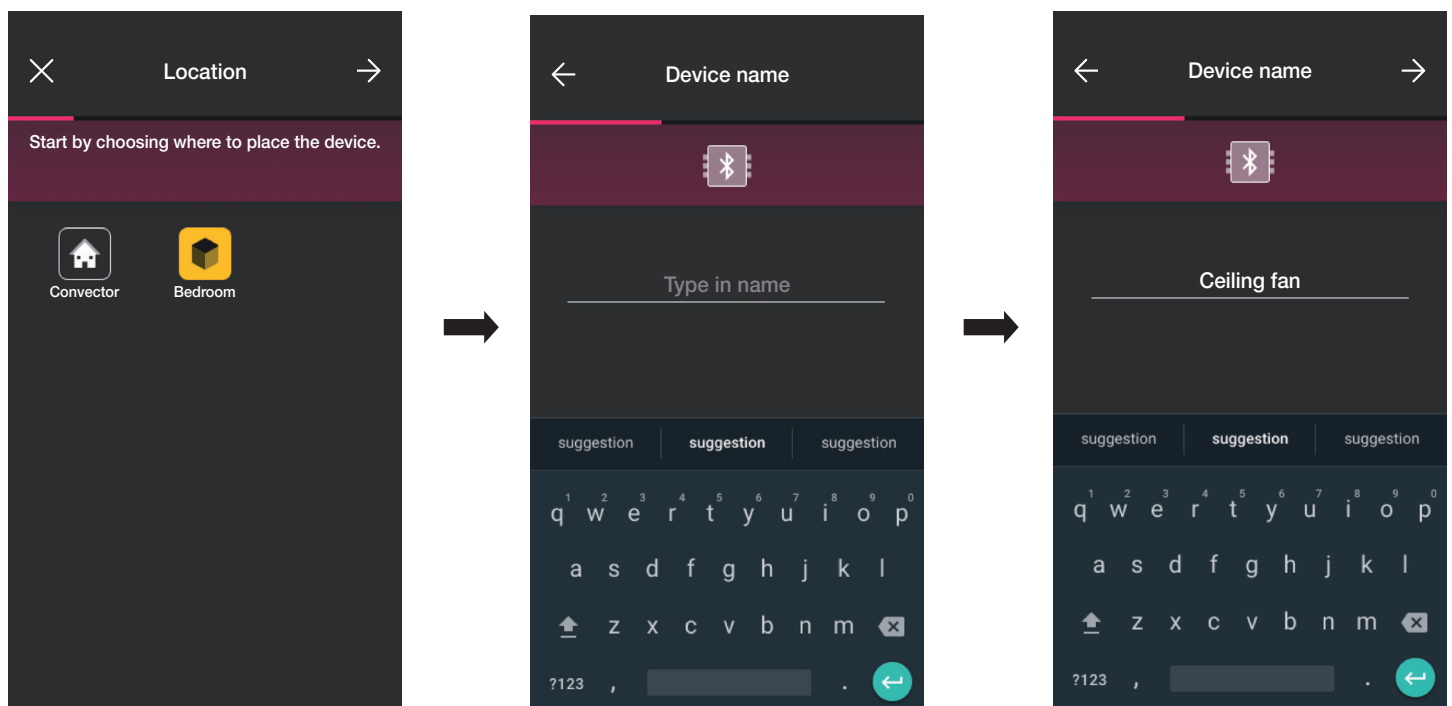 Location
Start by choosing where to place the device.
Convector
Bedroom
Device name
Type in name
suggestion suggestion suggestion
1 2 3 4 5 6 7 8 9 0
q w e r t y u i o p
a s d f g h j k l
z x c v b n m
?123 , .
Device name
Ceiling fan
suggestion suggestion suggestion
1 2 3 4 5 6 7 8 9 0
q w e r t y u i o p
a s d f g h j k l
z x c v b n m
?123 , .